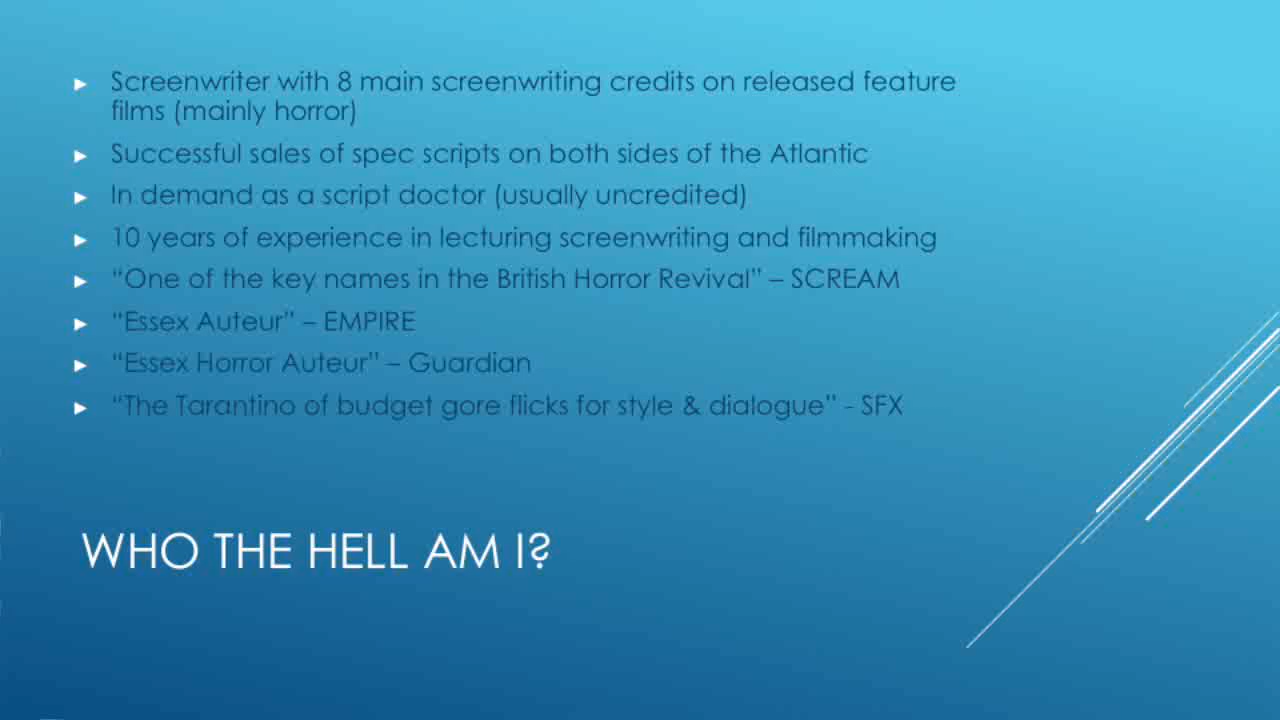 ► Screenwriter with 8 main screenwriting credits on released feature
films (mainly horror)
► Successful sales of spec scripts on both sides of the Atlantic
► In demand as a script doctor (usually uncredited)
► 10 years of experience in lecturing screenwriting and filmmaking
► “One of the key names in the British Horror Revival” – SCREAM
► “Essex Auteur” – EMPIRE
► “Essex Horror Auteur” – Guardian
► “The Tarantino of budget gore flicks for style & dialogue” - SFX
WHO THE HELL AM I?